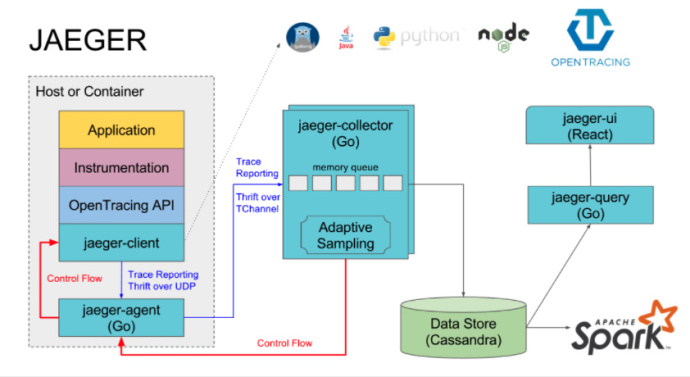 JAEGER
Java
python
node
JS
OPENTRACING
Host or Container
Application
Instrumentation
OpenTracing API
jaeger-client
Control Flow
Trace Reporting
Thrift over UDP
jaeger-agent
(Go)
Trace
Reporting
Thrift over
TChannel
jaeger-collector
(Go)
memory queue
Adaptive
Sampling
Control Flow
jaeger-ui
(React)
jaeger-query
(Go)
Data Store
(Cassandra)
APACHE
Spark